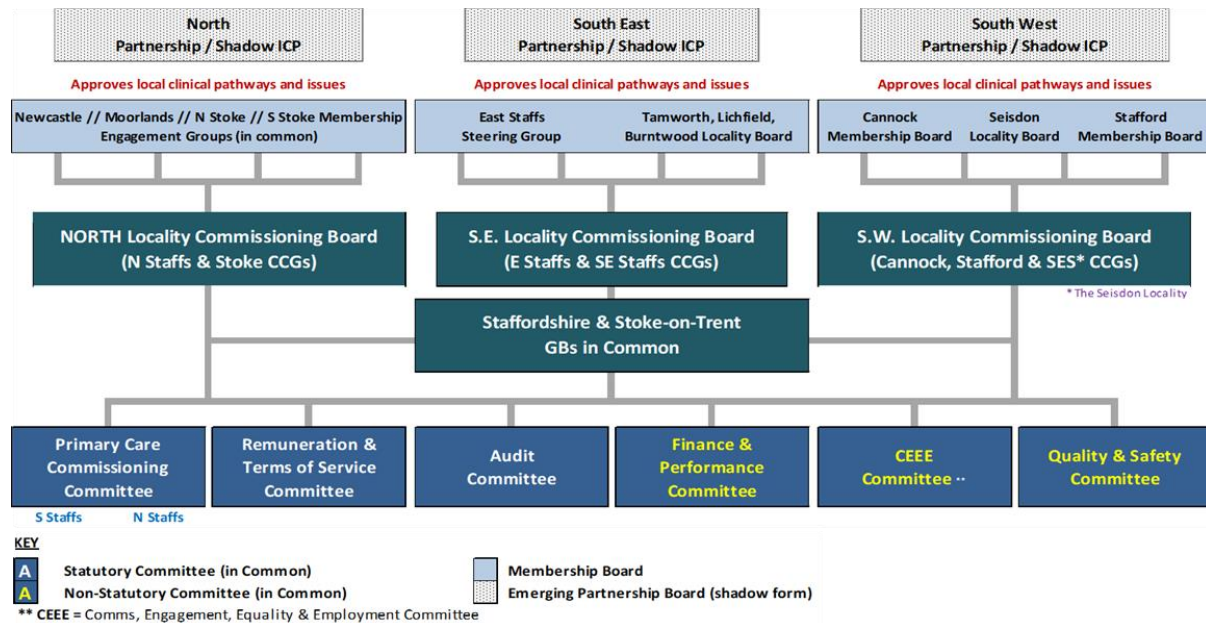 North
Partnership / Shadow ICP
South East
Partnership / Shadow ICP
South West
Partnership / Shadow ICP
Approves local clinical pathways and issues
Approves local clinical pathways and issues
Approves local clinical pathways and issues
Newcastle // Moorlands // N Stoke // S Stoke Membership
Engagement Groups (in common)
East Staffs
Steering Group
Tamworth, Lichfield,
Burntwood Locality Board
Cannock
Membership Board
Seisdon
Locality Board
Stafford
Membership Board
NORTH Locality Commissioning Board
(N Staffs & Stoke CCGs)
S.E. Locality Commissioning Board
(E Staffs & SE Staffs CCGs)
S.W. Locality Commissioning Board
(Cannock, Stafford & SES* CCGs)
* The Seisdon Locality
Staffordshire & Stoke-on-Trent
GBs in Common
Primary Care
Commissioning
Committee
Remuneration &
Terms of Service
Committee
Audit
Committee
Finance &
Performance
Committee
CEEE
Committee ··
Quality & Safety
Committee
S Staffs
N Staffs
KEY
A Statutory Committee (in Common)
A Non-Statutory Committee (in Common)
Membership Board
Emerging Partnership Board (shadow form)
** CEEE = Comms, Engagement, Equality & Employment Committee